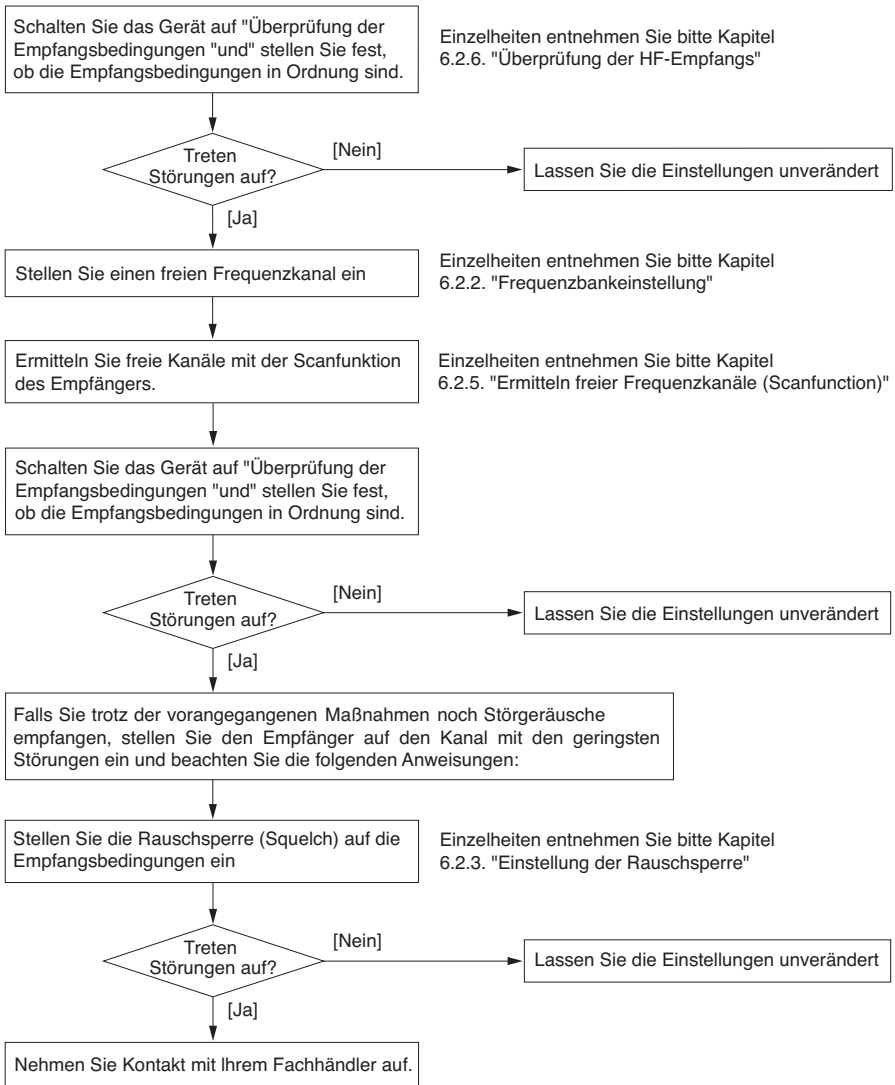 Schalten Sie das Gerät auf "Überprüfung der
Empfangsbedingungen "und" stellen Sie fest,
ob die Empfangsbedingungen in Ordnung sind.
Einzelheiten entnehmen Sie bitte Kapitel
6.2.6. "Überprüfung der HF-Empfangs"
Treten
Störungen auf?
[Nein]
Lassen Sie die Einstellungen unverändert
[Ja]
Stellen Sie einen freien Frequenzkanal ein
Einzelheiten entnehmen Sie bitte Kapitel
6.2.2. "Frequenzbankeinstellung"
Ermitteln Sie freie Kanäle mit der Scanfunktion
des Empfängers.
Einzelheiten entnehmen Sie bitte Kapitel
6.2.5. "Ermitteln freier Frequenzkanäle (Scanfunction)"
Schalten Sie das Gerät auf "Überprüfung der
Empfangsbedingungen "und" stellen Sie fest,
ob die Empfangsbedingungen in Ordnung sind.
Treten
Störungen auf?
[Nein]
Lassen Sie die Einstellungen unverändert
[Ja]
Falls Sie trotz der vorangegangenen Maßnahmen noch Störgeräusche
empfangen, stellen Sie den Empfänger auf den Kanal mit den geringsten
Störungen ein und beachten Sie die folgenden Anweisungen:
Stellen Sie die Rauschsperre (Squelch) auf die
Empfangsbedingungen ein
Einzelheiten entnehmen Sie bitte Kapitel
6.2.3. "Einstellung der Rauschsperre"
Treten
Störungen auf?
[Nein]
Lassen Sie die Einstellungen unverändert
[Ja]
Nehmen Sie Kontakt mit Ihrem Fachhändler auf.